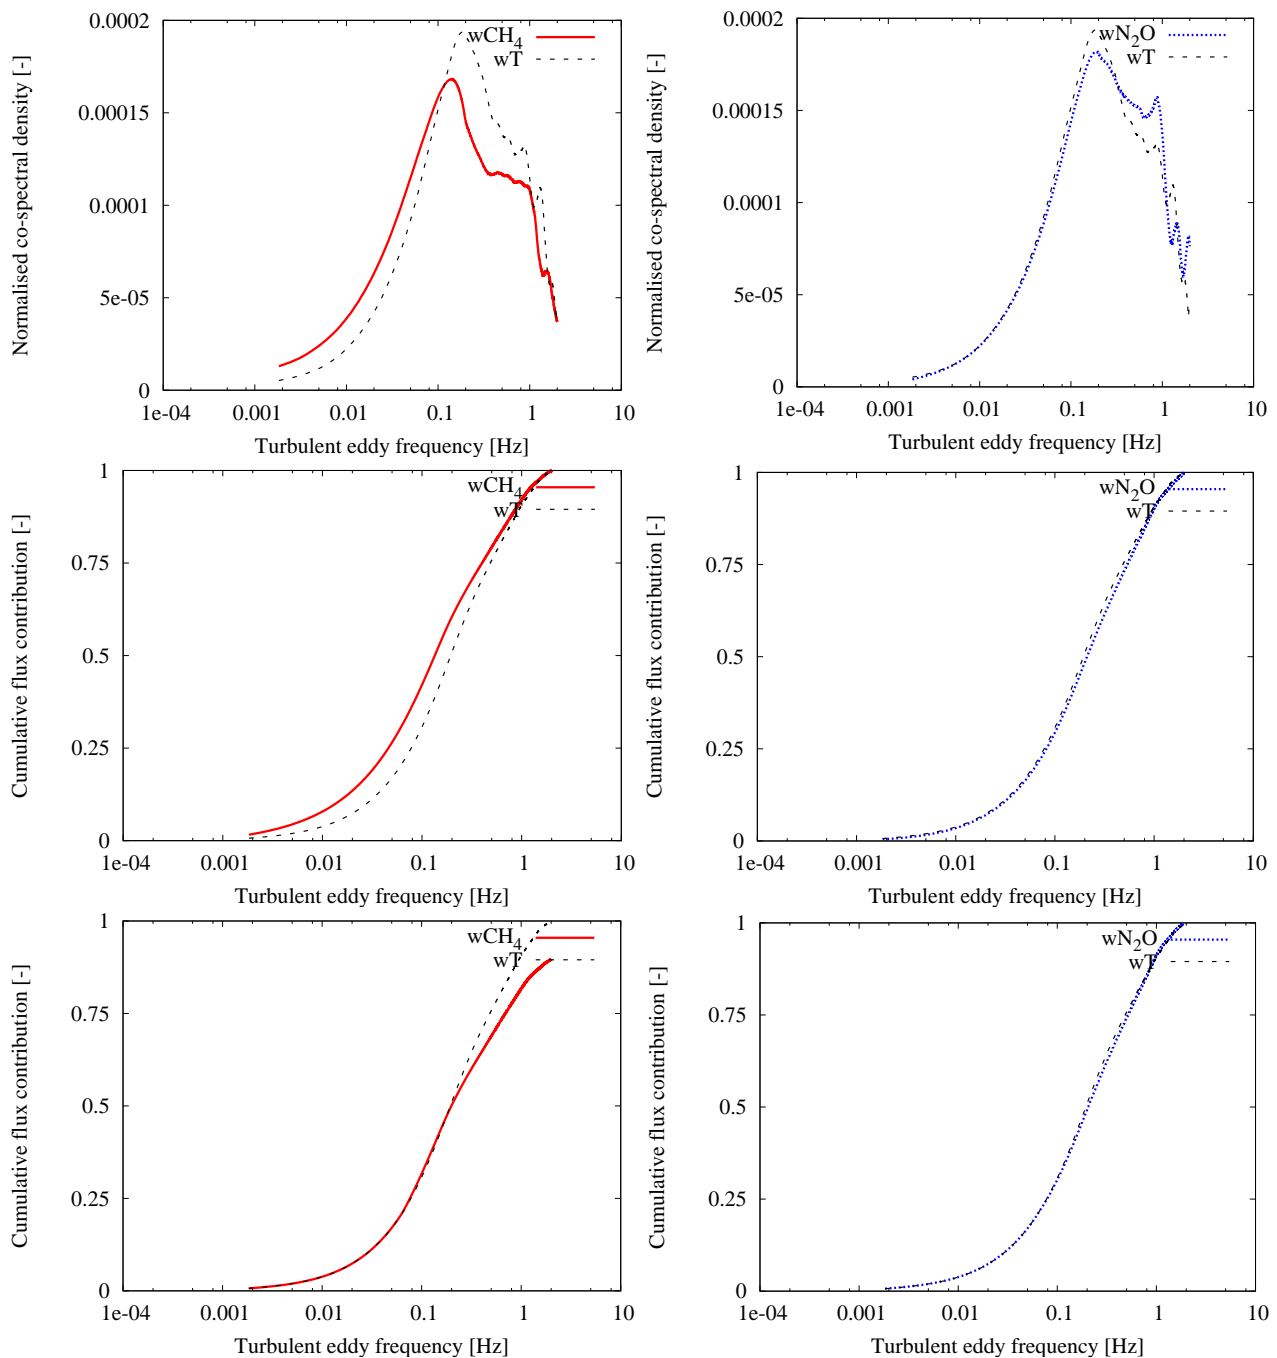 Normalised co-spectral density [-]
0.0002
0.00015
0.0001
5e-05
0
1e-04 0.001 0.01 0.1 1 10
Turbulent eddy frequency [Hz]
wCH4
wT
Normalised co-spectral density [-]
0.0002
0.00015
0.0001
5e-05
0
1e-04 0.001 0.01 0.1 1 10
Turbulent eddy frequency [Hz]
wN2O
wT
Cumulative flux contribution [-]
1
0.75
0.5
0.25
0
1e-04 0.001 0.01 0.1 1 10
Turbulent eddy frequency [Hz]
wCH4
wT
Cumulative flux contribution [-]
1
0.75
0.5
0.25
0
1e-04 0.001 0.01 0.1 1 10
Turbulent eddy frequency [Hz]
wN2O
wT
Cumulative flux contribution [-]
1
0.75
0.5
0.25
0
1e-04 0.001 0.01 0.1 1 10
Turbulent eddy frequency [Hz]
wCH4
wT
Cumulative flux contribution [-]
1
0.75
0.5
0.25
0
1e-04 0.001 0.01 0.1 1 10
Turbulent eddy frequency [Hz]
wN2O
wT